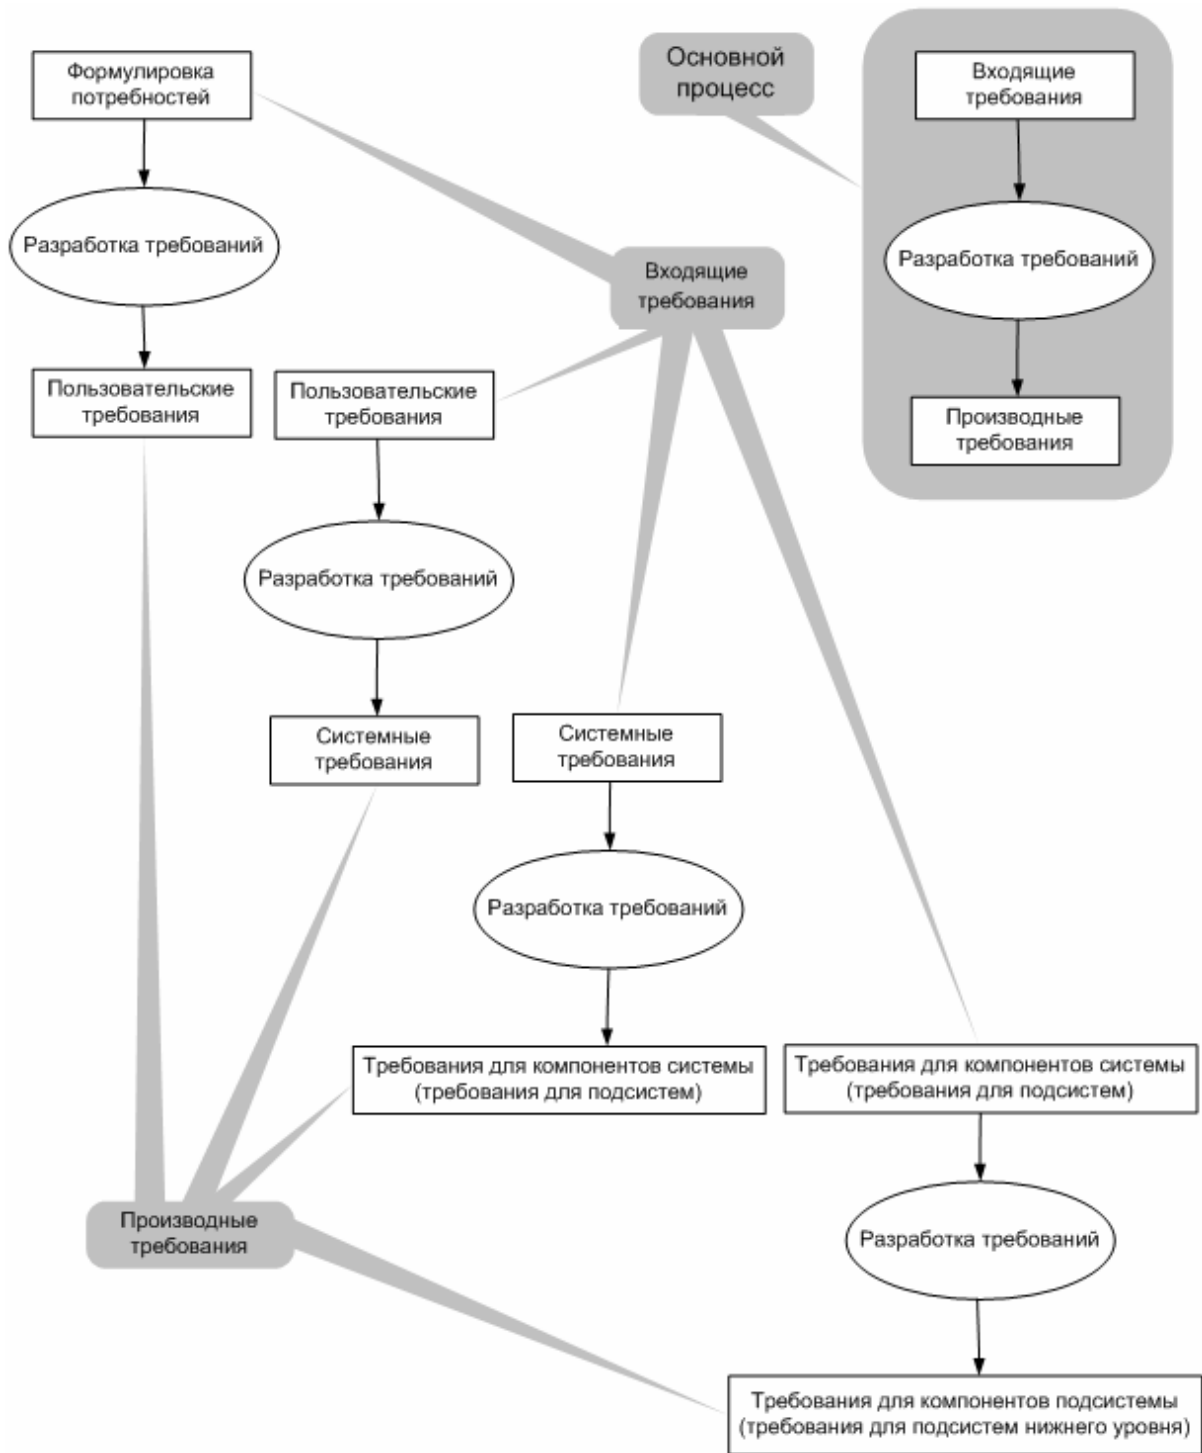 Формулировка
потребностей
Разработка требований
Пользовательские
требования
Основной
процесс
Входящие
требования
Разработка требований
Производные
требования
Входящие
требования
Пользовательские
требования
Разработка требований
Системные
требования
Системные
требования
Разработка требований
Требования для компонентов системы
(требования для подсистем)
Требования для компонентов системы
(требования для подсистем)
Разработка требований
Требования для компонентов подсистемы
(требования для подсистем нижнего уровня)
Производные
требования